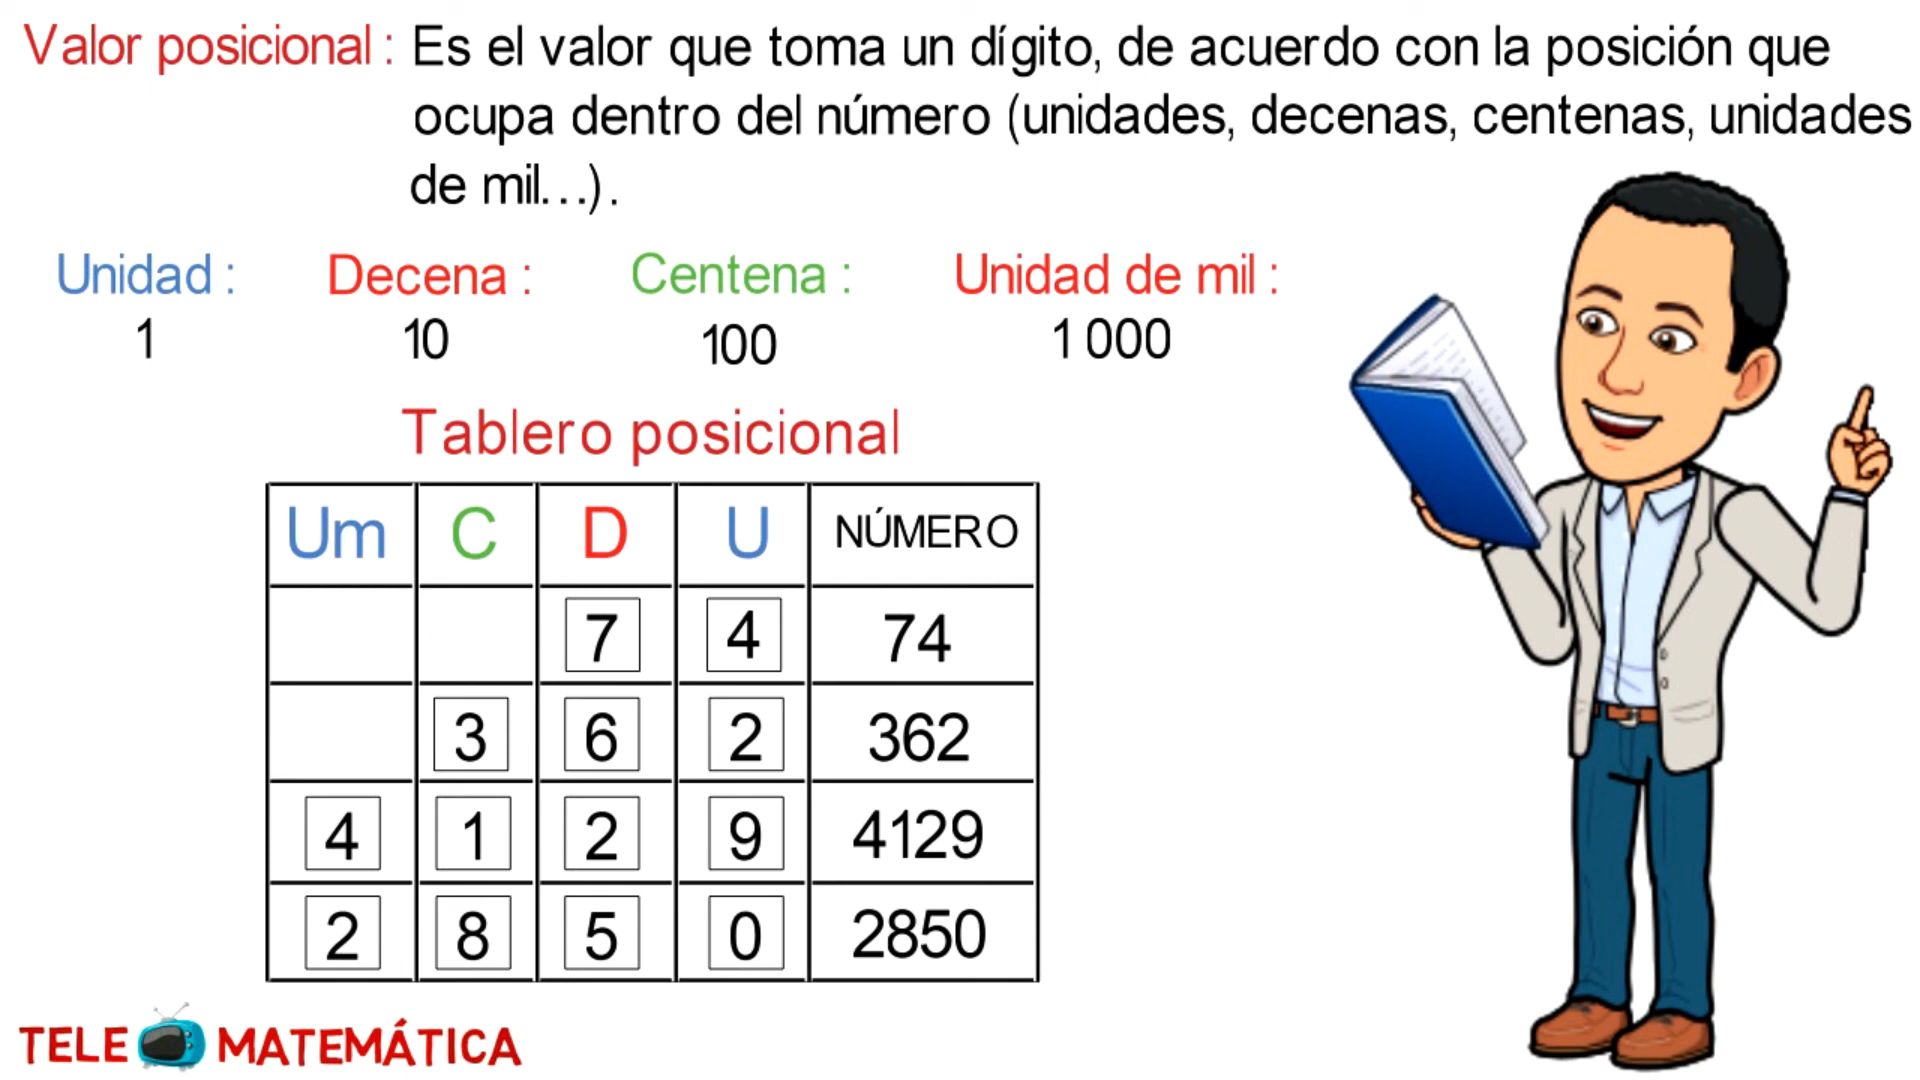 Valor posicional : Es el valor que toma un dígito, de acuerdo con la posición que
ocupa dentro del número (unidades, decenas, centenas, unidades
de mil...).
Unidad : Decena : Centena : Unidad de mil :
1 10 100 1 000
Tablero posicional
Um C D U NÚMERO
7 4 74
3 6 2 362
4 1 2 9 4129
2 8 5 0 2850
TELE MATEMÁTICA